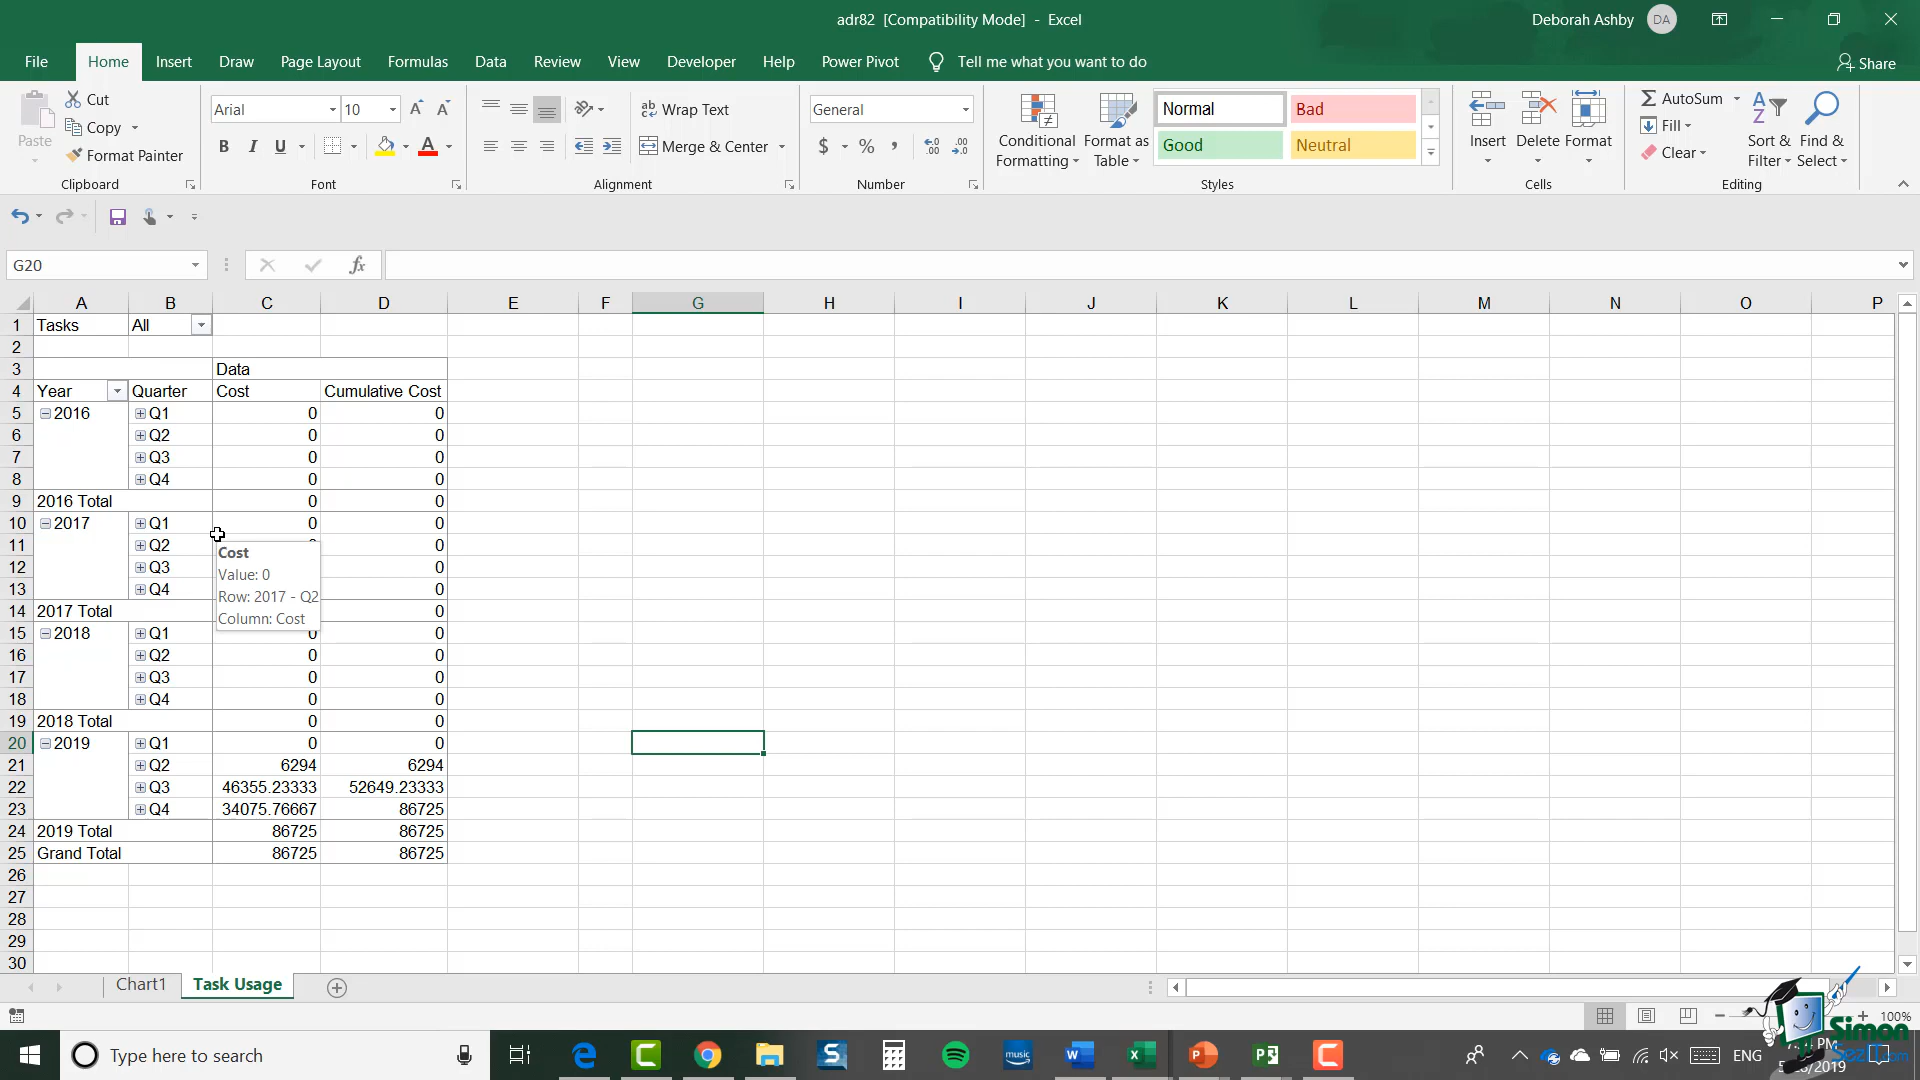 adr82 [Compatibility Mode] - Excel
Deborah Ashby DA
File Home Insert Draw Page Layout Formulas Data Review View Developer Help Power Pivot Tell me what you want to do Share
Paste
Cut
Copy
Format Painter
Clipboard
Arial 10
B I U
Font
Wrap Text
Merge & Center
Alignment
General
$ %
Number
Conditional Formatting
Format as Table
Normal Bad
Good Neutral
Styles
Insert Delete Format
Cells
AutoSum
Fill
Clear
Sort & Filter
Find & Select
Editing
G20 fx
A B C D E F G H I J K L M N O P
1 Tasks All
2
3 Data
4 Year Quarter Cost Cumulative Cost
5 2016 Q1 0 0
6 Q2 0 0
7 Q3 0 0
8 Q4 0 0
9 2016 Total 0 0
10 2017 Q1 0 0
11 Q2 0
12 Q3 0
13 Q4 0
14 2017 Total 0
15 2018 Q1 0 0
16 Q2 0 0
17 Q3 0 0
18 Q4 0 0
19 2018 Total 0 0
20 2019 Q1 0 0
21 Q2 6294 6294
22 Q3 46355.23333 52649.23333
23 Q4 34075.76667 86725
24 2019 Total 86725 86725
25 Grand Total 86725 86725
26
27
28
29
30
Cost
Value: 0
Row: 2017 - Q2
Column: Cost
Chart1 Task Usage
100%
Type here to search
music
ENG
PM
/2019
Simon
Sez